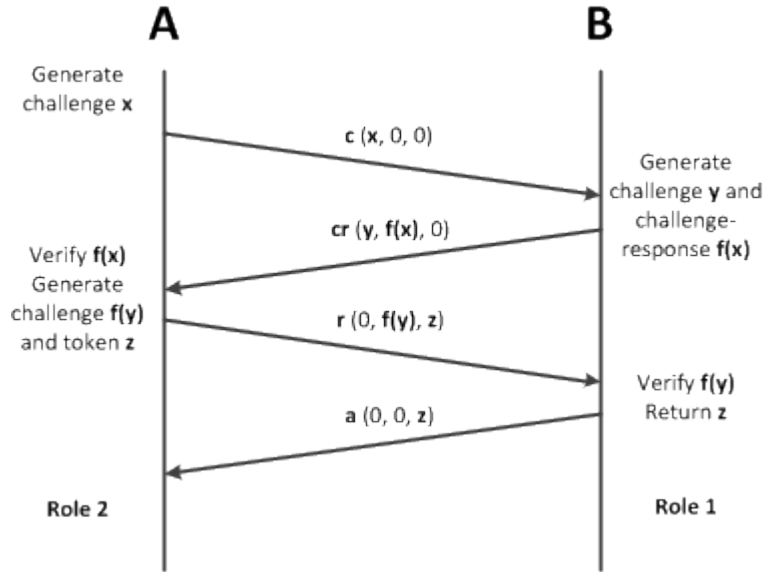 A
B
Generate
challenge x
c (x, 0, 0)
Generate
challenge y and
challenge-
response f(x)
cr (y, f(x), 0)
Verify f(x)
Generate
challenge f(y)
and token z
r (0, f(y), z)
Verify f(y)
Return z
a (0, 0, z)
Role 2
Role 1